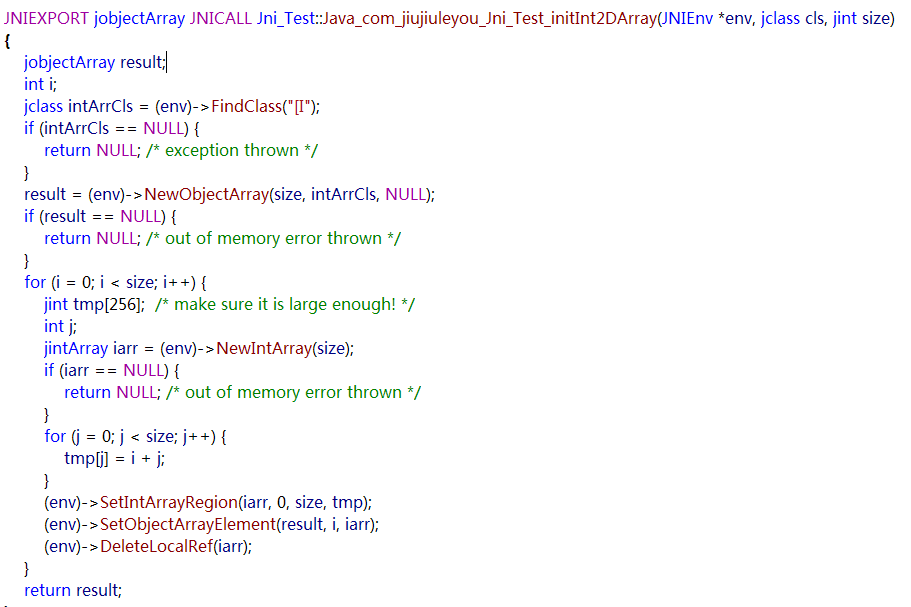 JNIEXPORT jobjectArray JNICALL Jni_Test::Java_com_jiujiuleyou_Jni_Test_initInt2DArray(JNIEnv *env, jclass cls, jint size)
{
    jobjectArray result;
    int i;
    jclass intArrCls = (env)->FindClass("[I");
    if (intArrCls == NULL) {
        return NULL; /* exception thrown */
    }
    result = (env)->NewObjectArray(size, intArrCls, NULL);
    if (result == NULL) {
        return NULL; /* out of memory error thrown */
    }
    for (i = 0; i < size; i++) {
        jint tmp[256];  /* make sure it is large enough! */
        int j;
        jintArray iarr = (env)->NewIntArray(size);
        if (iarr == NULL) {
            return NULL; /* out of memory error thrown */
        }
        for (j = 0; j < size; j++) {
            tmp[j] = i + j;
        }
        (env)->SetIntArrayRegion(iarr, 0, size, tmp);
        (env)->SetObjectArrayElement(result, i, iarr);
        (env)->DeleteLocalRef(iarr);
    }
    return result;